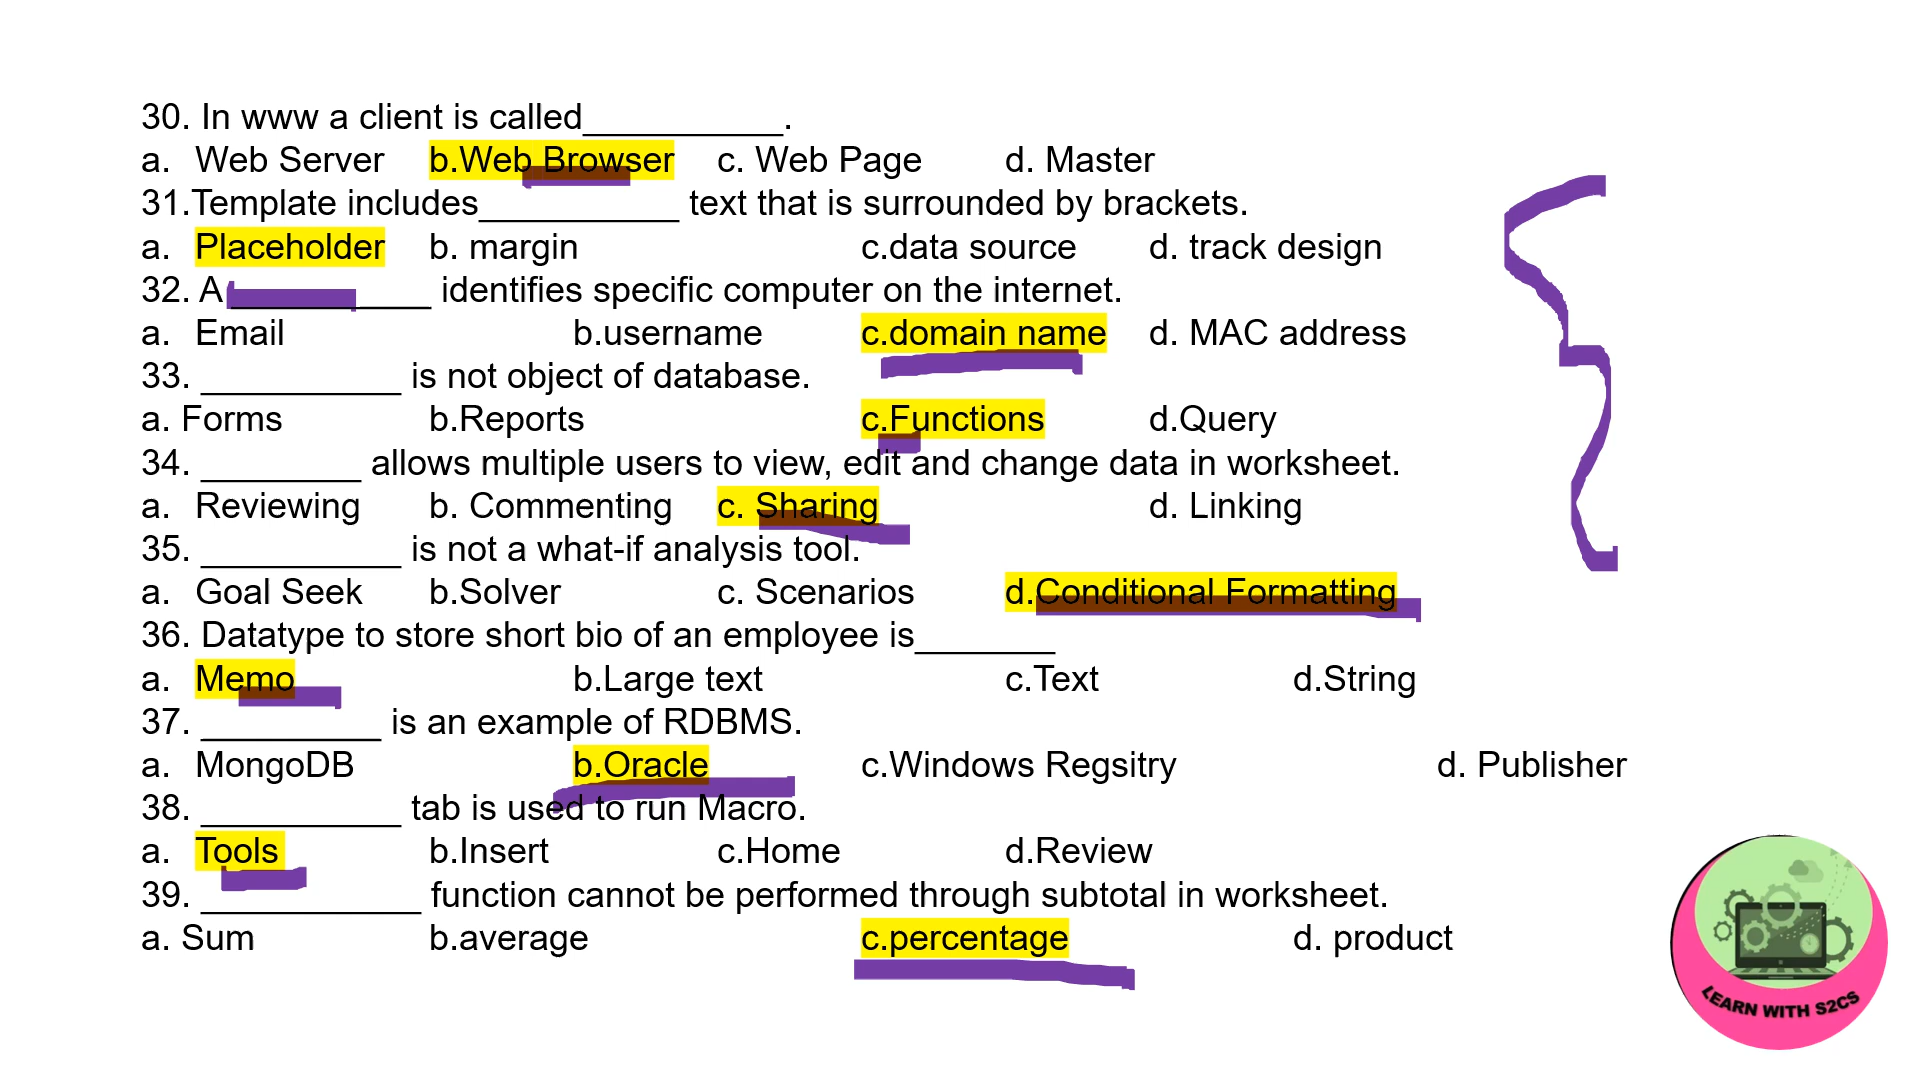 30. In www a client is called__________.
a. Web Server b.Web Browser c. Web Page d. Master
31.Template includes__________ text that is surrounded by brackets.
a. Placeholder b. margin c.data source d. track design
32. A __________ identifies specific computer on the internet.
a. Email b.username c.domain name d. MAC address
33. __________ is not object of database.
a. Forms b.Reports c.Functions d.Query
34. ________ allows multiple users to view, edit and change data in worksheet.
a. Reviewing b. Commenting c. Sharing d. Linking
35. __________ is not a what-if analysis tool.
a. Goal Seek b.Solver c. Scenarios d.Conditional Formatting
36. Datatype to store short bio of an employee is_______
a. Memo b.Large text c.Text d.String
37. _________ is an example of RDBMS.
a. MongoDB b.Oracle c.Windows Regsitry d. Publisher
38. __________ tab is used to run Macro.
a. Tools b.Insert c.Home d.Review
39. ___________ function cannot be performed through subtotal in worksheet.
a. Sum b.average c.percentage d. product
LEARN WITH S2CS